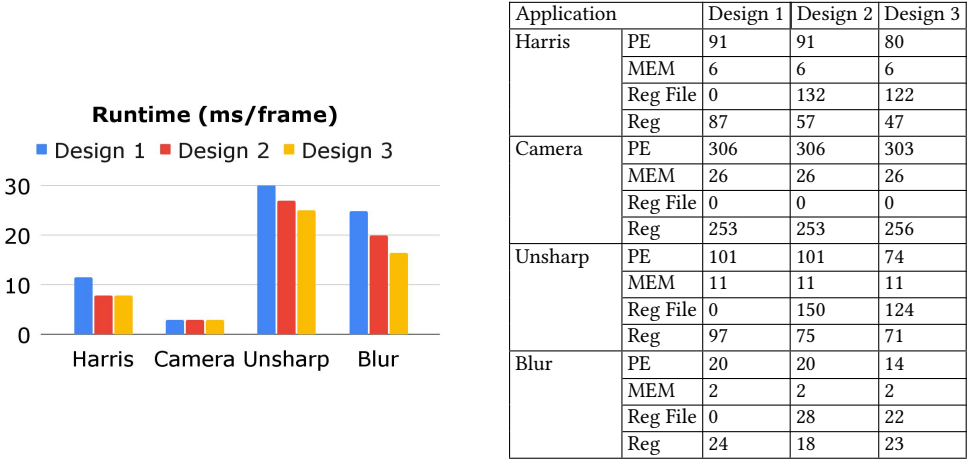 Runtime (ms/frame)
Design 1 Design 2 Design 3
30
20
10
0
Harris Camera Unsharp Blur
Application Design 1 Design 2 Design 3
Harris PE 91 91 80
MEM 6 6 6
Reg File 0 132 122
Reg 87 57 47
Camera PE 306 306 303
MEM 26 26 26
Reg File 0 0 0
Reg 253 253 256
Unsharp PE 101 101 74
MEM 11 11 11
Reg File 0 150 124
Reg 97 75 71
Blur PE 20 20 14
MEM 2 2 2
Reg File 0 28 22
Reg 24 18 23